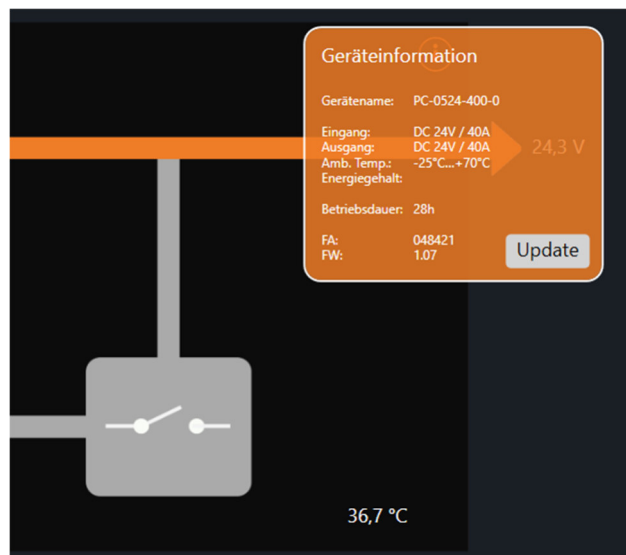 Geräteinformation
Gerätename: PC-0524-400-0
Eingang: DC 24V / 40A
Ausgang: DC 24V / 40A
24,3 V
Amb. Temp.: -25°C...+70°C
Energiegehalt:
Betriebsdauer: 28h
FA: 048421
FW: 1.07
Update
36,7 °C